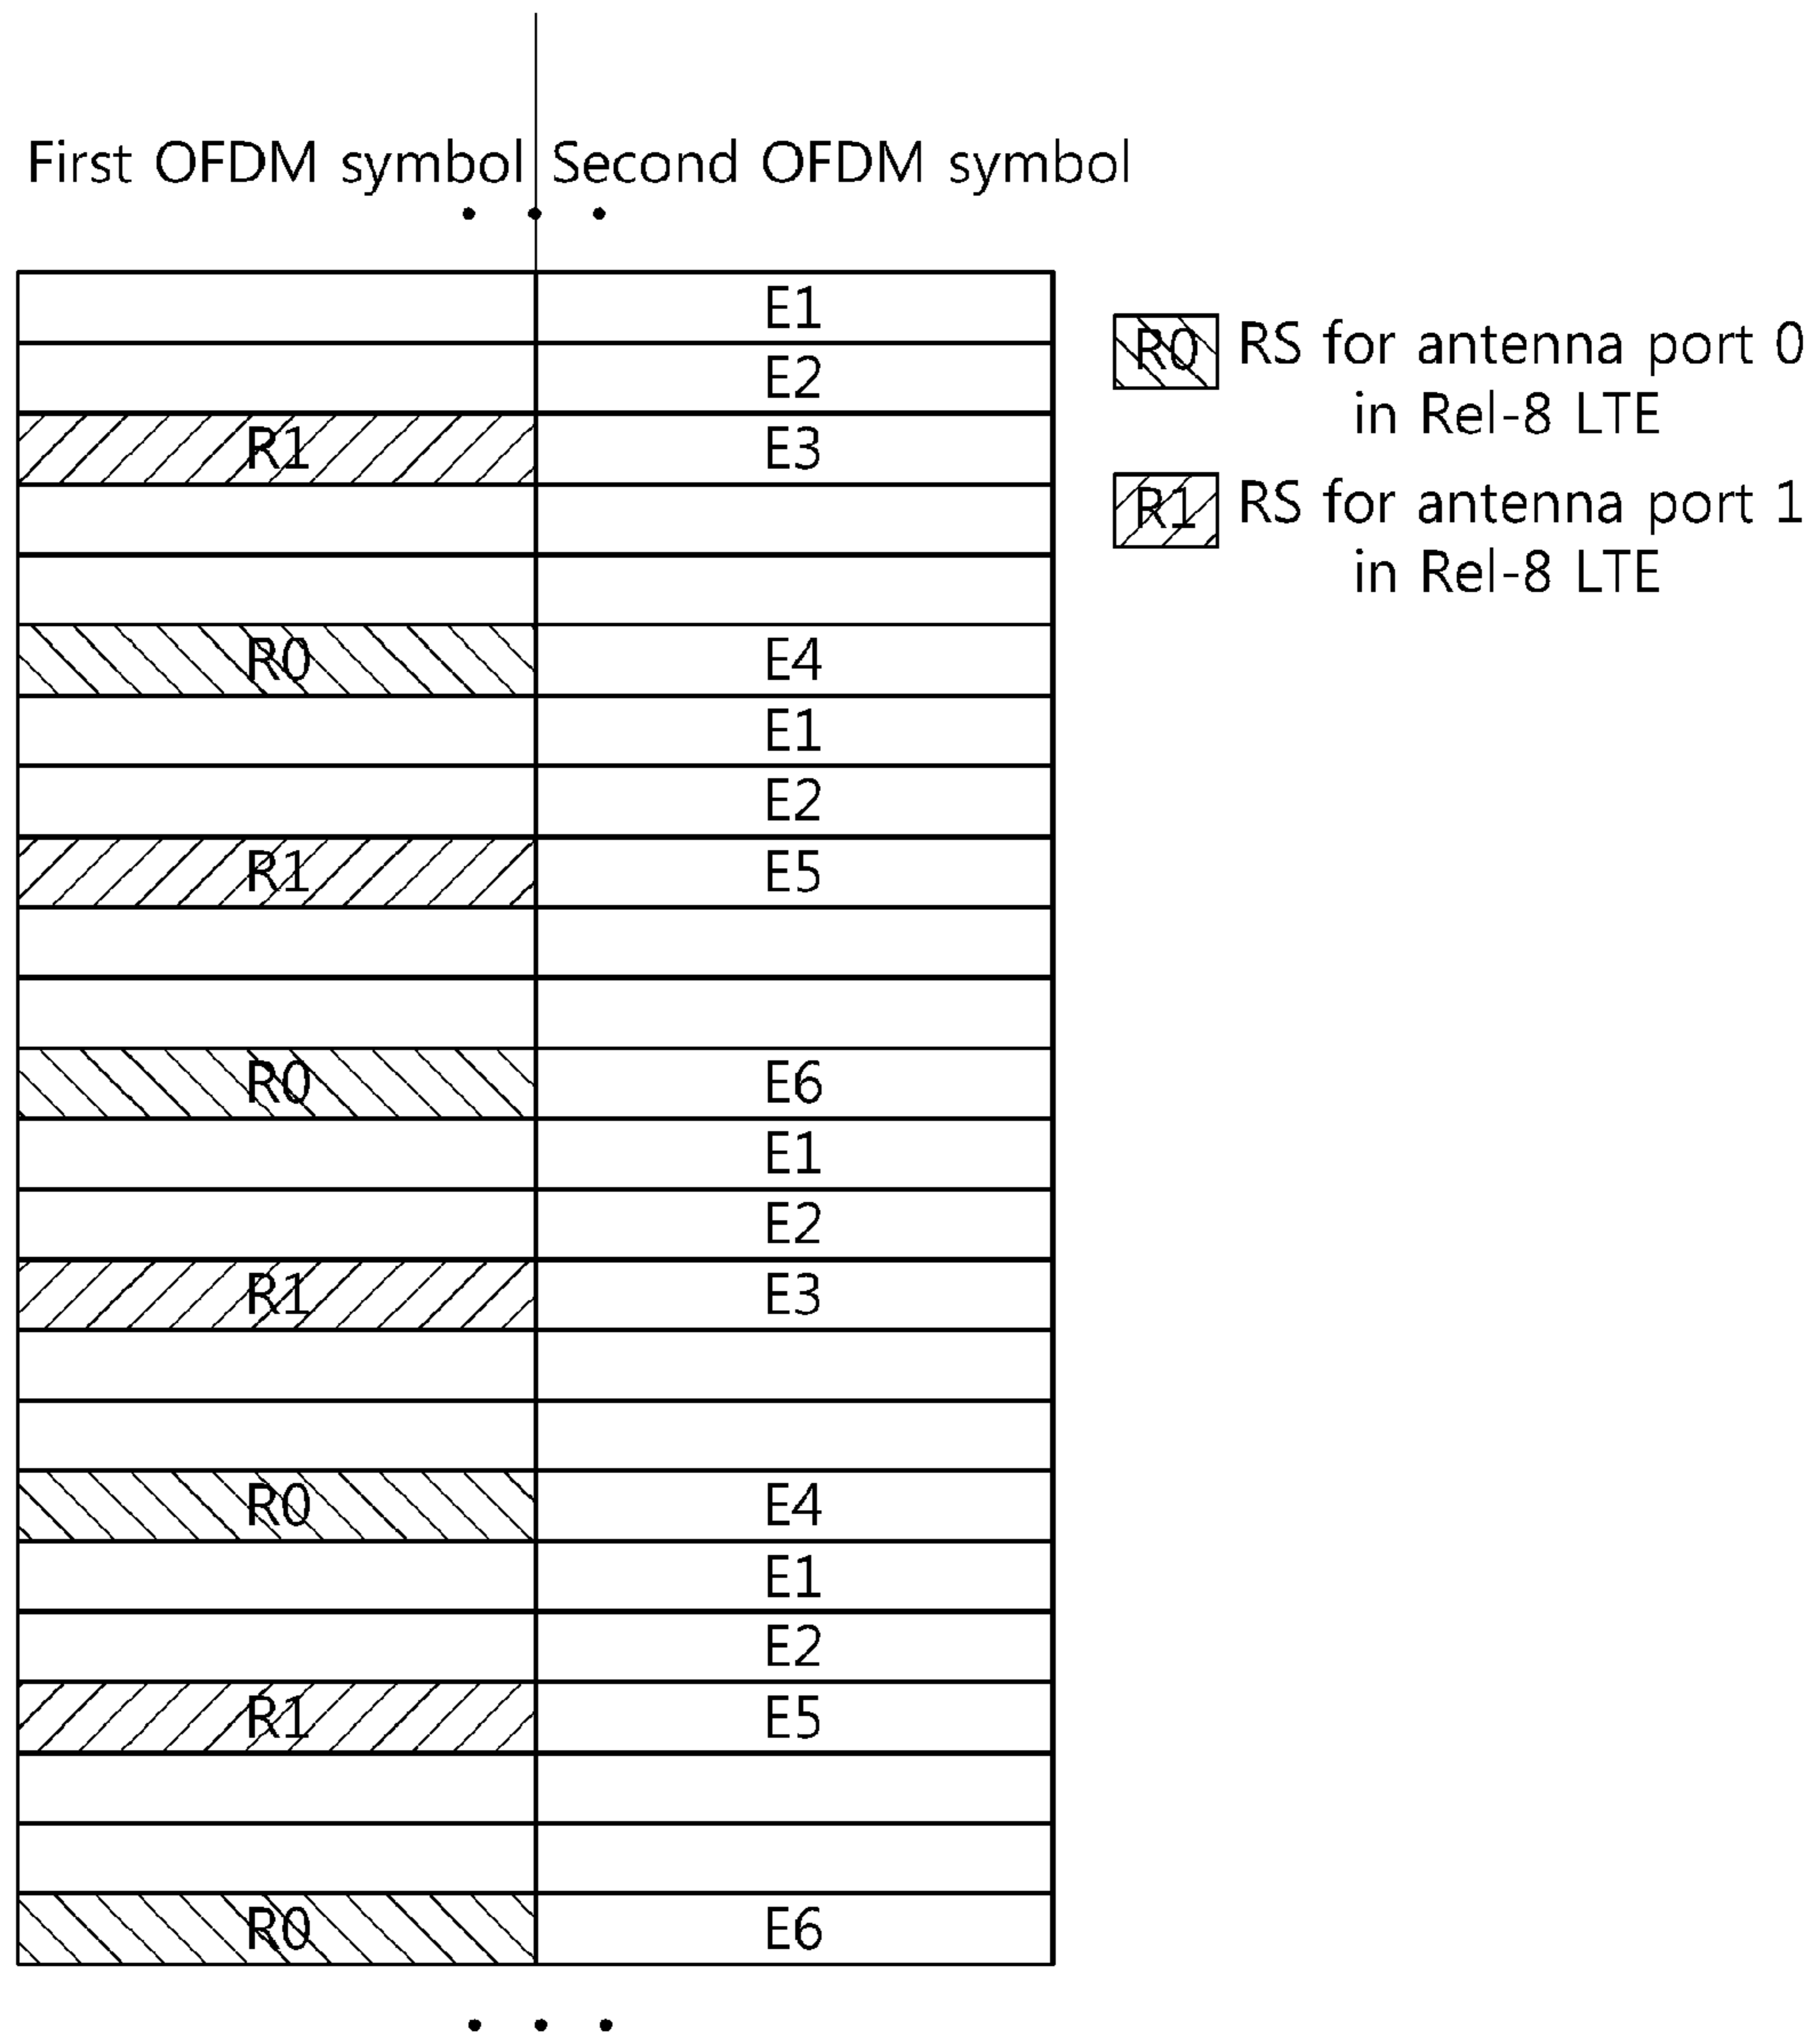 First OFDM symbol Second OFDM symbol
. . .
E1
E2
R1 E3
R0 E4
E1
E2
R1 E5
R0 E6
E1
E2
R1 E3
R0 E4
E1
E2
R1 E5
R0 E6
. . .
R0 RS for antenna port 0
in Rel-8 LTE
R1 RS for antenna port 1
in Rel-8 LTE